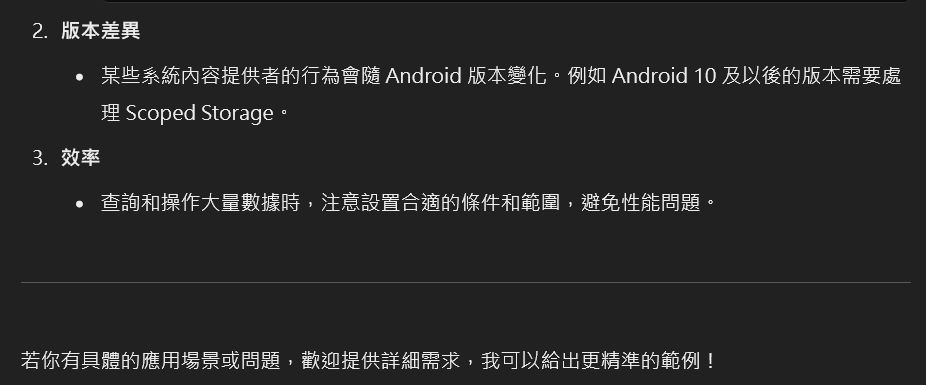 2. 版本差異
• 某些系統內容提供者的行為會隨 Android 版本變化。例如 Android 10 及以後的版本需要處
理 Scoped Storage。
3. 效率
• 查詢和操作大量數據時，注意設置合適的條件和範圍，避免性能問題。
若你有具體的應用場景或問題，歡迎提供詳細需求，我可以給出更精準的範例！